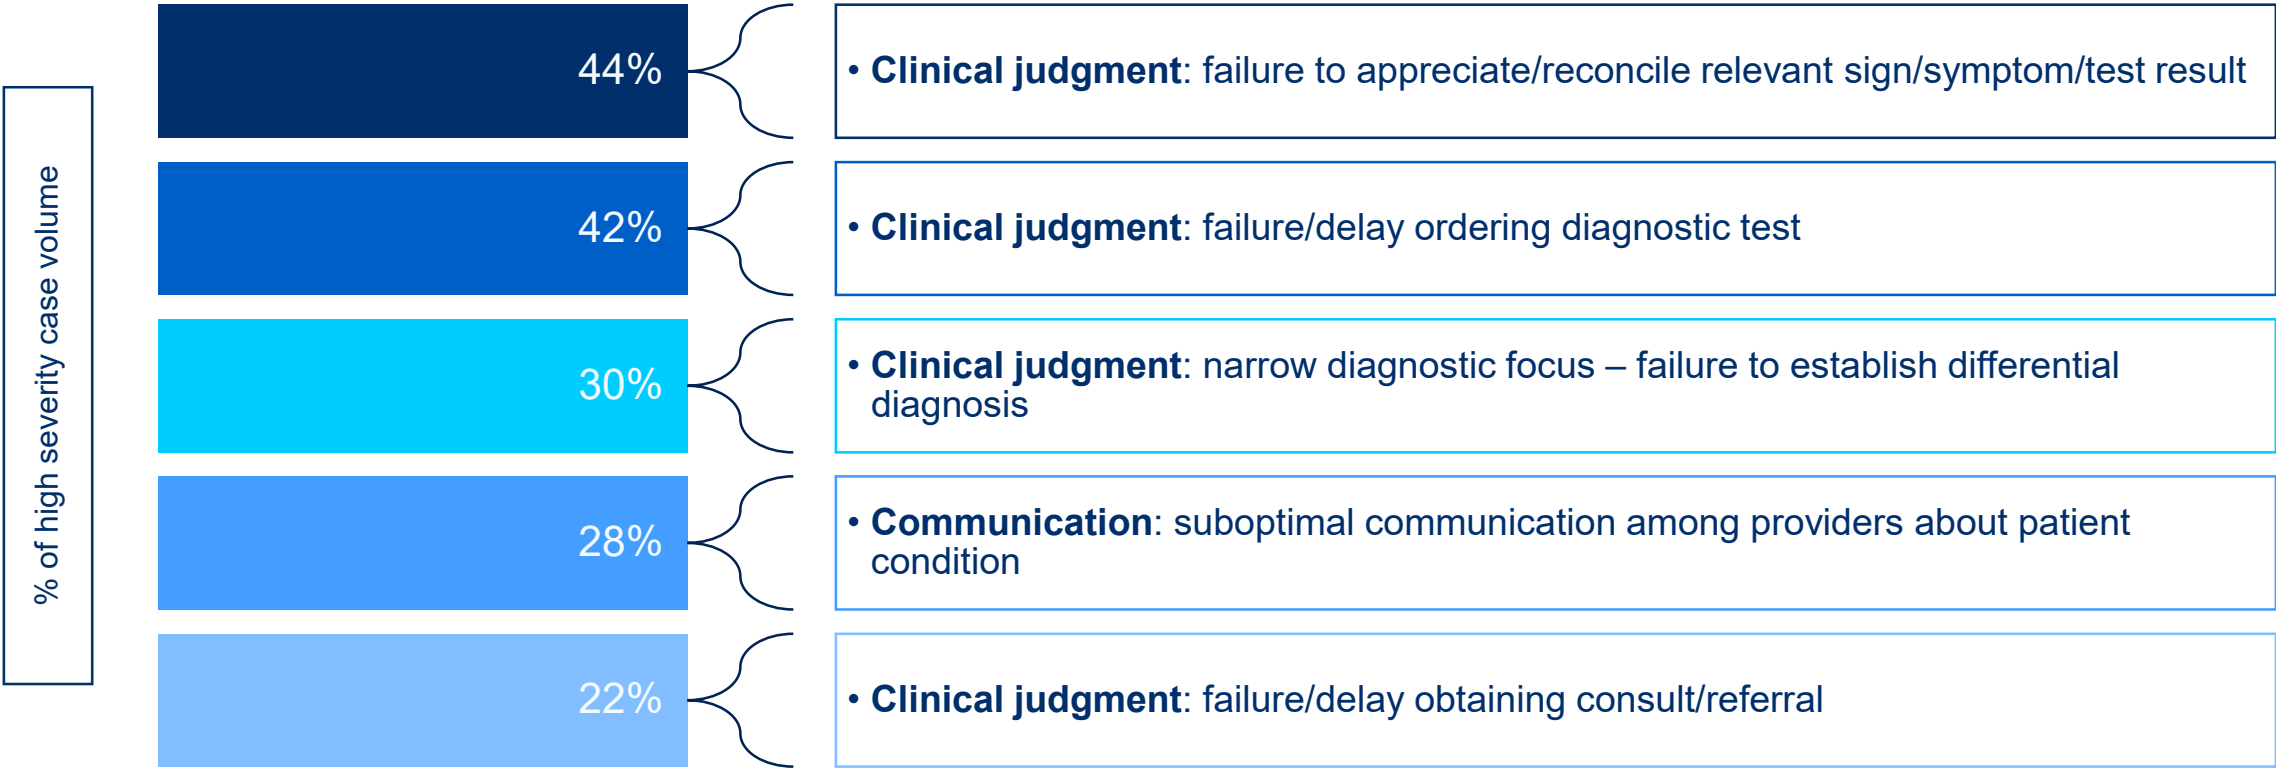 % of high severity case volume
44%
• Clinical judgment: failure to appreciate/reconcile relevant sign/symptom/test result
42%
• Clinical judgment: failure/delay ordering diagnostic test
30%
• Clinical judgment: narrow diagnostic focus – failure to establish differential
diagnosis
28%
• Communication: suboptimal communication among providers about patient
condition
22%
• Clinical judgment: failure/delay obtaining consult/referral